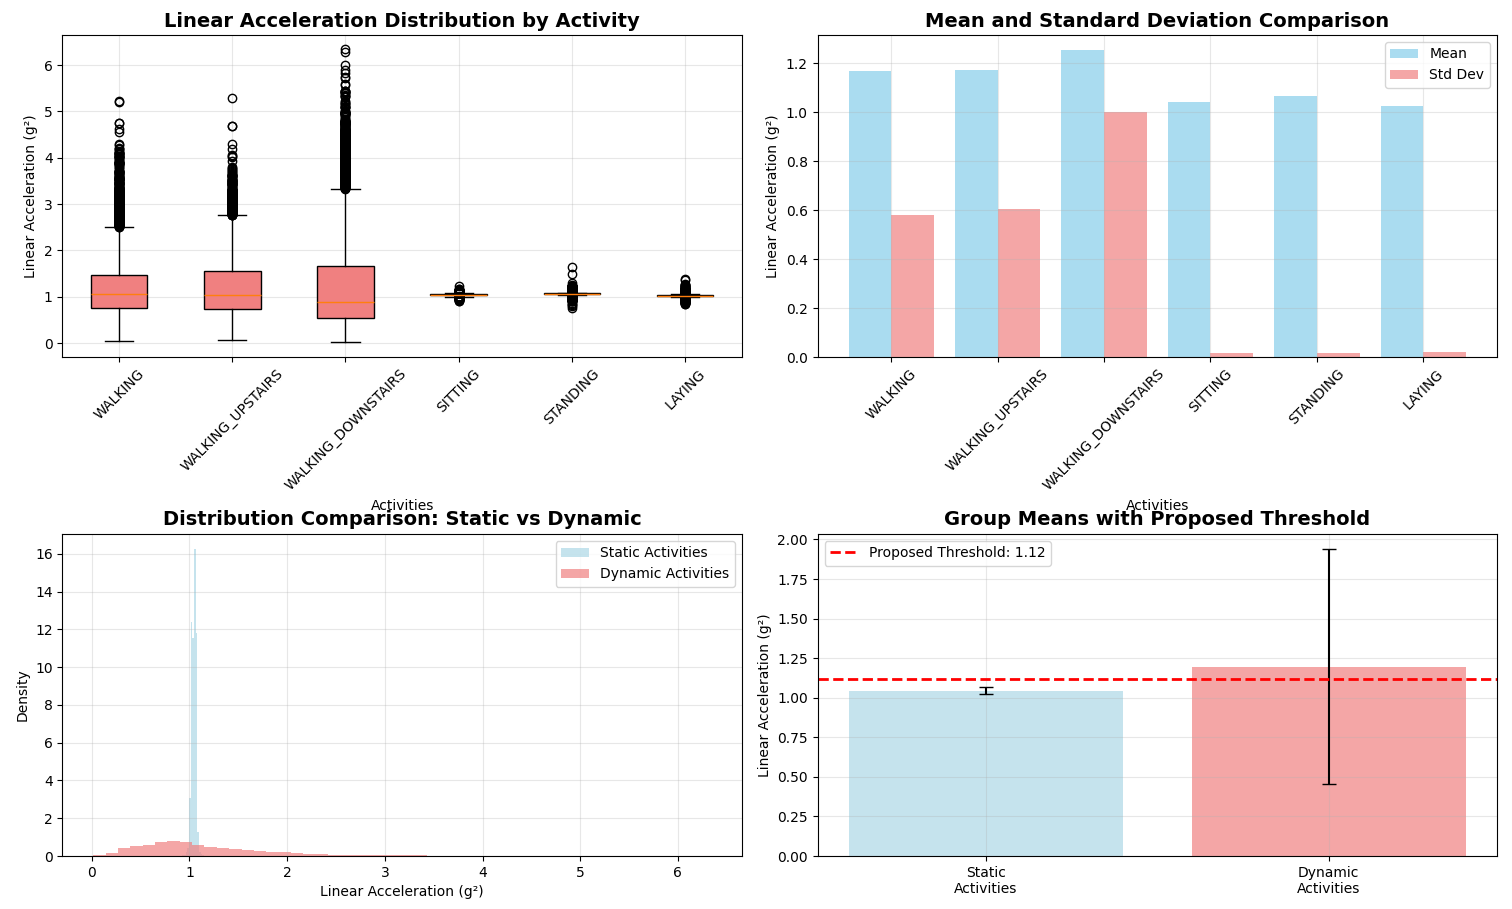 Linear Acceleration Distribution by Activity
Linear Acceleration (g²)
6
5
4
3
2
1
0
WALKING
WALKING_UPSTAIRS
WALKING_DOWNSTAIRS
SITTING
STANDING
LAYING
Activities
Mean and Standard Deviation Comparison
Mean
Std Dev
Linear Acceleration (g²)
1.2
1.0
0.8
0.6
0.4
0.2
0.0
WALKING
WALKING_UPSTAIRS
WALKING_DOWNSTAIRS
SITTING
STANDING
LAYING
Activities
Distribution Comparison: Static vs Dynamic
Static Activities
Dynamic Activities
Density
16
14
12
10
8
6
4
2
0
0 1 2 3 4 5 6
Linear Acceleration (g²)
Group Means with Proposed Threshold
Proposed Threshold: 1.12
Linear Acceleration (g²)
2.00
1.75
1.50
1.25
1.00
0.75
0.50
0.25
0.00
Static
Activities
Dynamic
Activities